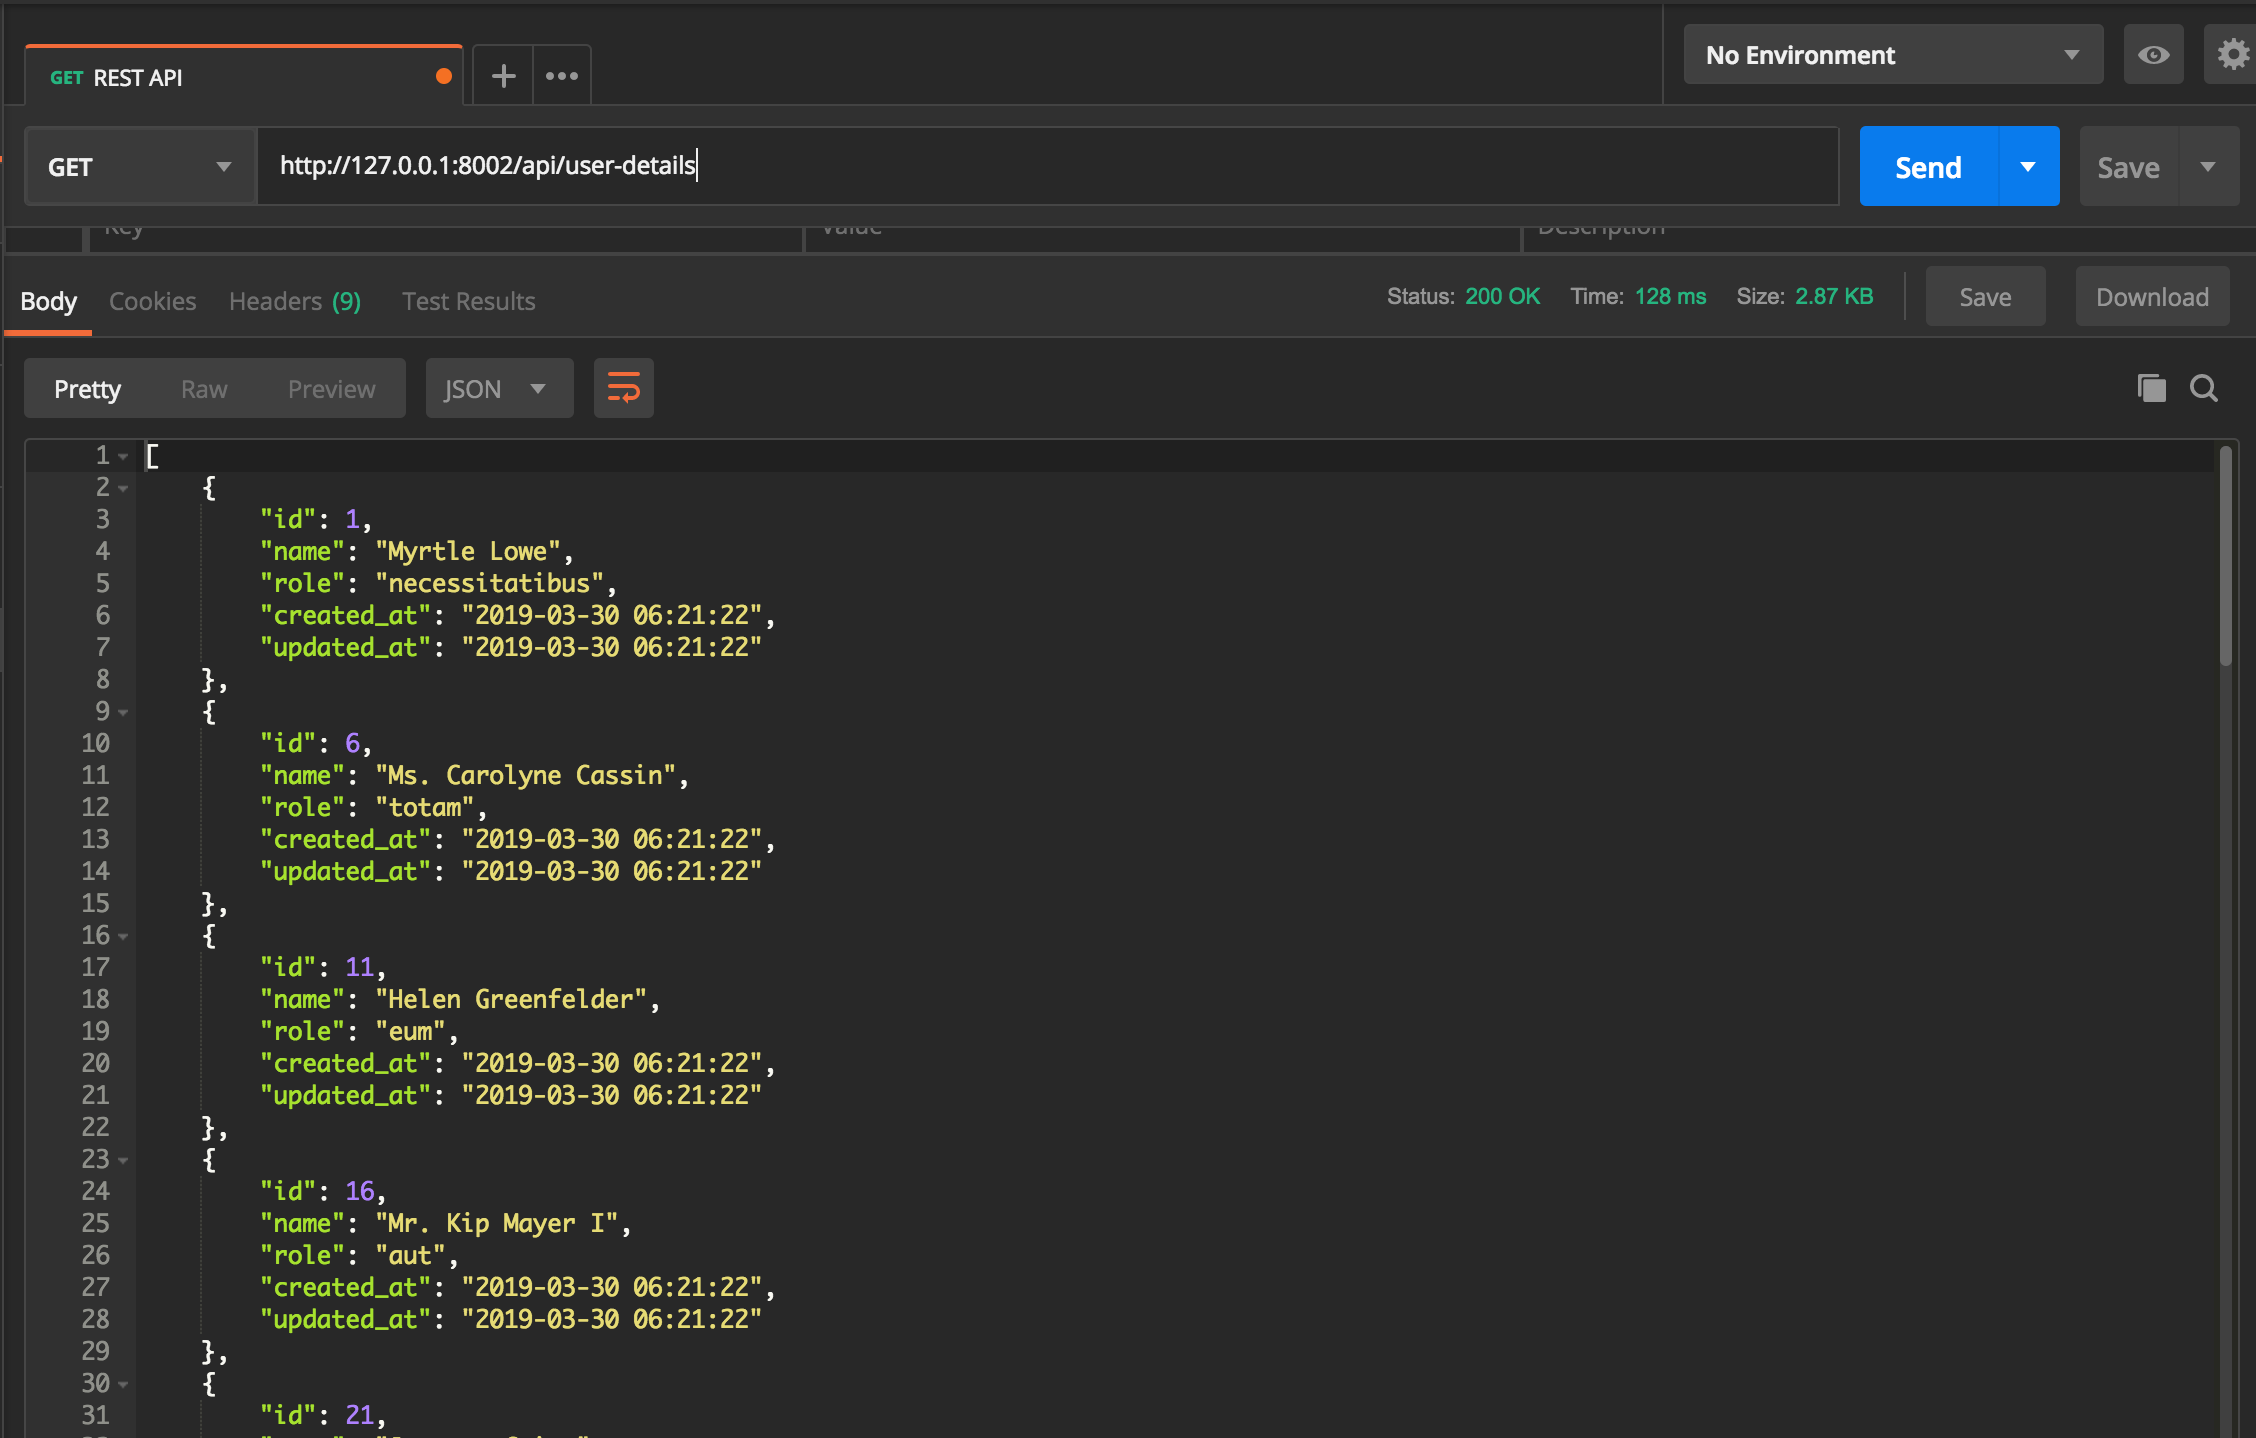 GET REST API
No Environment
GET http://127.0.0.1:8002/api/user-details Send Save
Key Value Description
Body Cookies Headers (9) Test Results Status: 200 OK Time: 128 ms Size: 2.87 KB Save Download
Pretty Raw Preview JSON
1 [
2 {
3 "id": 1,
4 "name": "Myrtle Lowe",
5 "role": "necessitatibus",
6 "created_at": "2019-03-30 06:21:22",
7 "updated_at": "2019-03-30 06:21:22"
8 },
9 {
10 "id": 6,
11 "name": "Ms. Carolyne Cassin",
12 "role": "totam",
13 "created_at": "2019-03-30 06:21:22",
14 "updated_at": "2019-03-30 06:21:22"
15 },
16 {
17 "id": 11,
18 "name": "Helen Greenfelder",
19 "role": "eum",
20 "created_at": "2019-03-30 06:21:22",
21 "updated_at": "2019-03-30 06:21:22"
22 },
23 {
24 "id": 16,
25 "name": "Mr. Kip Mayer I",
26 "role": "aut",
27 "created_at": "2019-03-30 06:21:22",
28 "updated_at": "2019-03-30 06:21:22"
29 },
30 {
31 "id": 21,